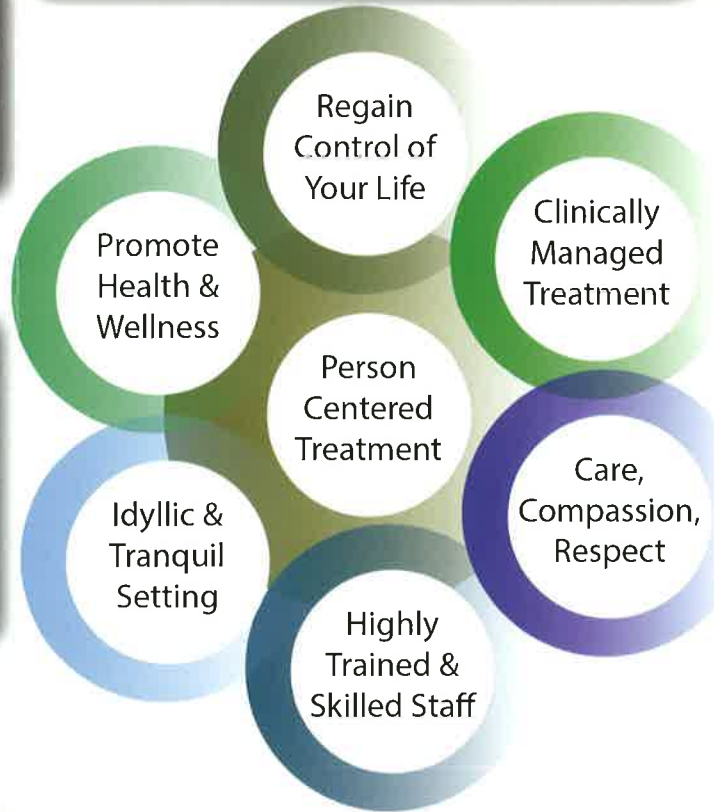 Regain
Control of
Your Life
Clinically
Managed
Treatment
Promote
Health &
Wellness
Person
Centered
Treatment
Care,
Compassion,
Respect
Idyllic &
Tranquil
Setting
Highly
Trained &
Skilled Staff